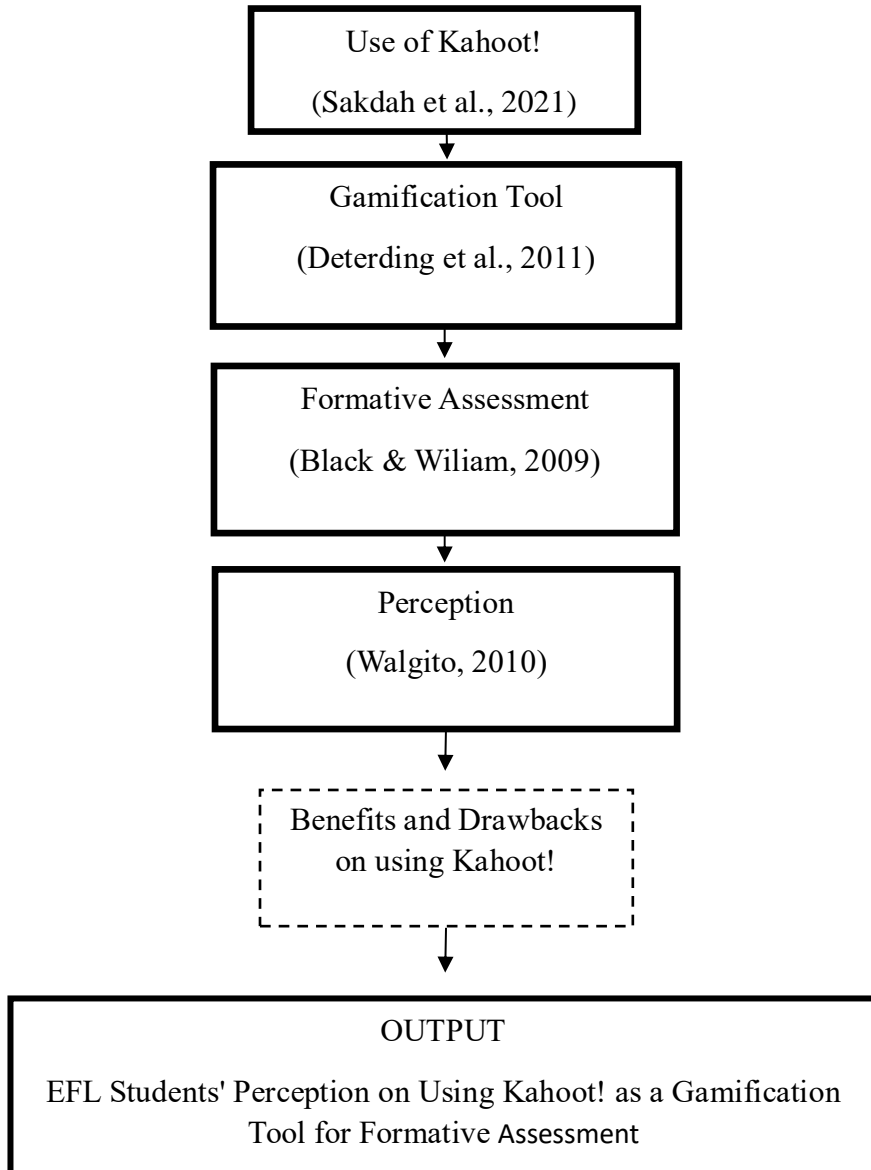 Use of Kahoot!
(Sakdah et al., 2021)
Gamification Tool
(Deterding et al., 2011)
Formative Assessment
(Black & Wiliam, 2009)
Perception
(Walgito, 2010)
Benefits and Drawbacks
on using Kahoot!
OUTPUT
EFL Students' Perception on Using Kahoot! as a Gamification
Tool for Formative Assessment